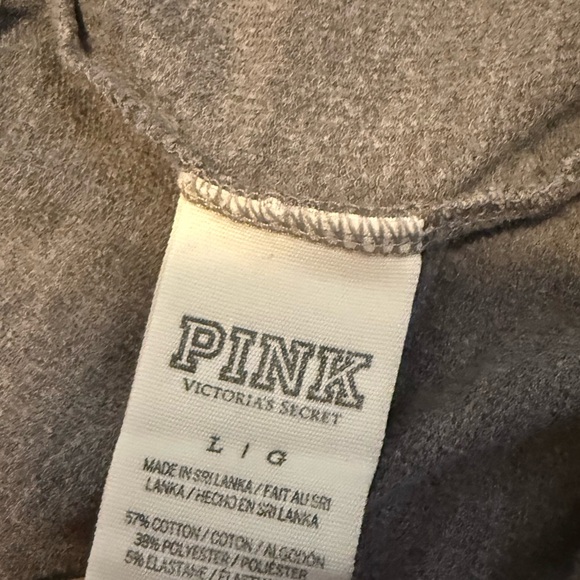 PINK
VICTORIA'S SECRET
L / G
MADE IN SRI LANKA / FAIT AU SRI
LANKA / HECHO EN SRI LANKA
57% COTTON / COTON / ALGODÓN
38% POLYESTER / POLYESTER / POLIÉSTER
5% ELASTANE /